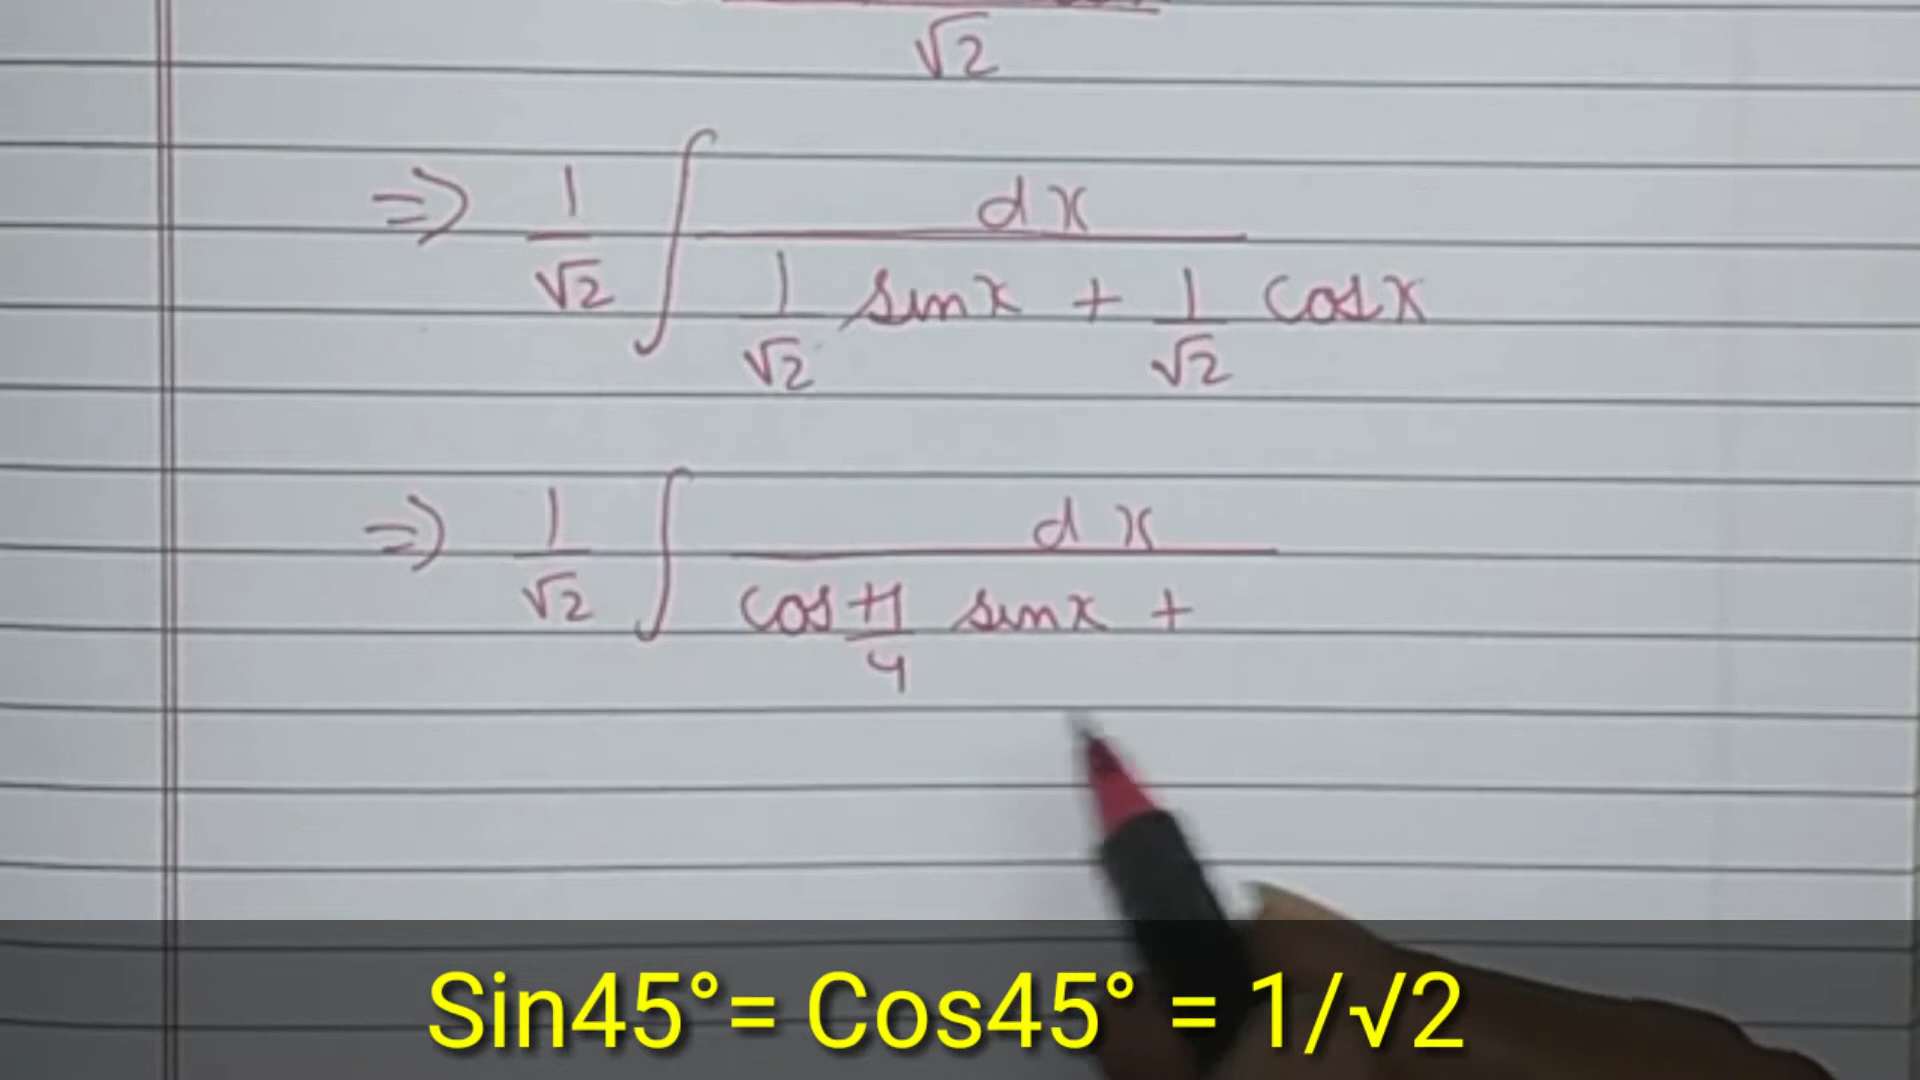 √2
⇒ 1/√2 ∫ dx / (1/√2 sinx + 1/√2 cosx)
⇒ 1/√2 ∫ dx / (cos π/4 sinx +
Sin45°= Cos45° = 1/√2